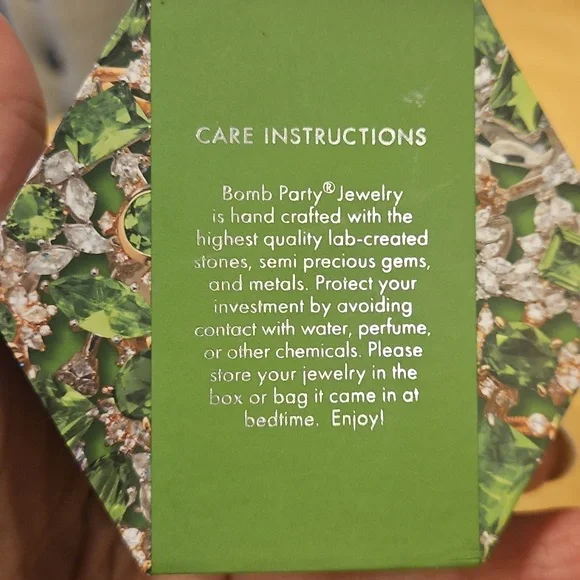 CARE INSTRUCTIONS
Bomb Party® Jewelry
is hand crafted with the
highest quality lab-created
stones, semi precious gems,
and metals. Protect your
investment by avoiding
contact with water, perfume,
or other chemicals. Please
store your jewelry in the
box or bag it came in at
bedtime. Enjoy!